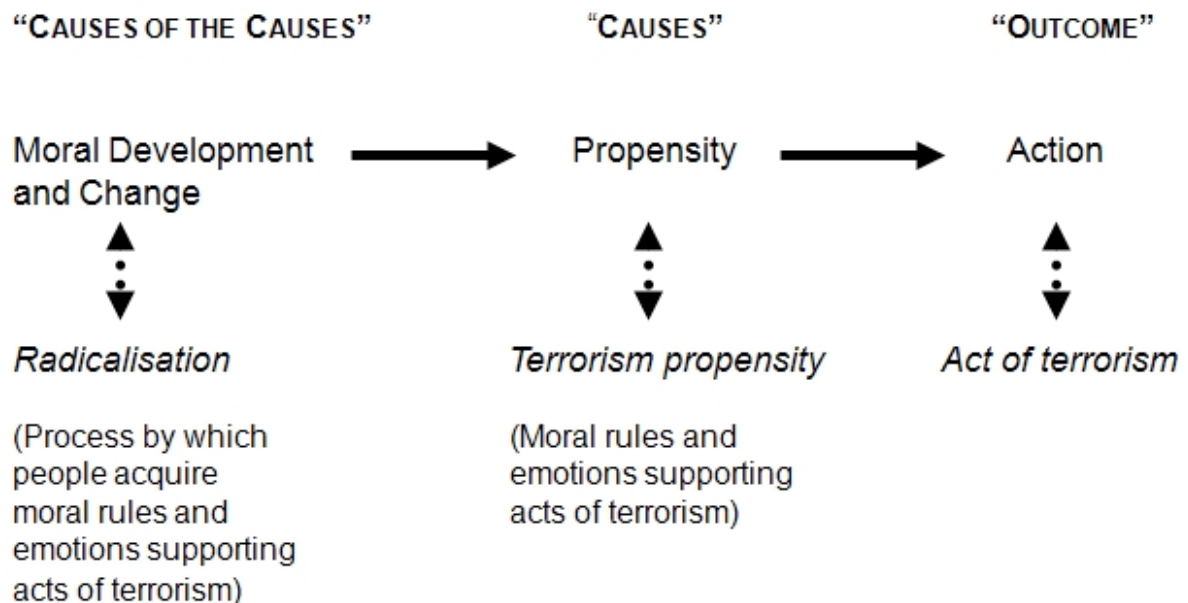 “CAUSES OF THE CAUSES” “CAUSES” “OUTCOME”
Moral Development
and Change
Propensity
Action
Radicalisation
Terrorism propensity
Act of terrorism
(Process by which
people acquire
moral rules and
emotions supporting
acts of terrorism)
(Moral rules and
emotions supporting
acts of terrorism)